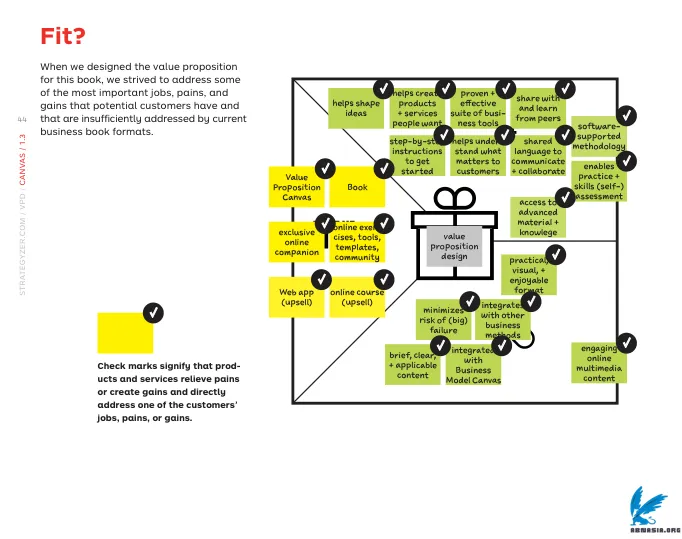 Fit?
When we designed the value proposition
for this book, we strived to address some
of the most important jobs, pains, and
gains that potential customers have and
that are insufficiently addressed by current
business book formats.
44
STRATEGYZER.COM / VPD / CANVAS / 1.3
helps shape
ideas
helps create
products
+ services
people want
proven +
effective
suite of busi-
ness tools
share with
and learn
from peers
software-
supported
methodology
step-by-step
instructions
to get
started
helps under-
stand what
matters to
customers
shared
language to
communicate
+ collaborate
enables
practice +
skills (self-)
assessment
access to
advanced
material +
knowlege
Value
Proposition
Canvas
Book
exclusive
online
companion
online exer-
cises, tools,
templates,
community
Web app
(upsell)
online course
(upsell)
value
proposition
design
practical,
visual, +
enjoyable
format
minimizes
risk of (big)
failure
integrates
with other
business
methods
brief, clear,
+ applicable
content
integrated
with
Business
Model Canvas
engaging
online
multimedia
content
Check marks signify that prod-
ucts and services relieve pains
or create gains and directly
address one of the customers'
jobs, pains, or gains.
ARMASIA.ORG